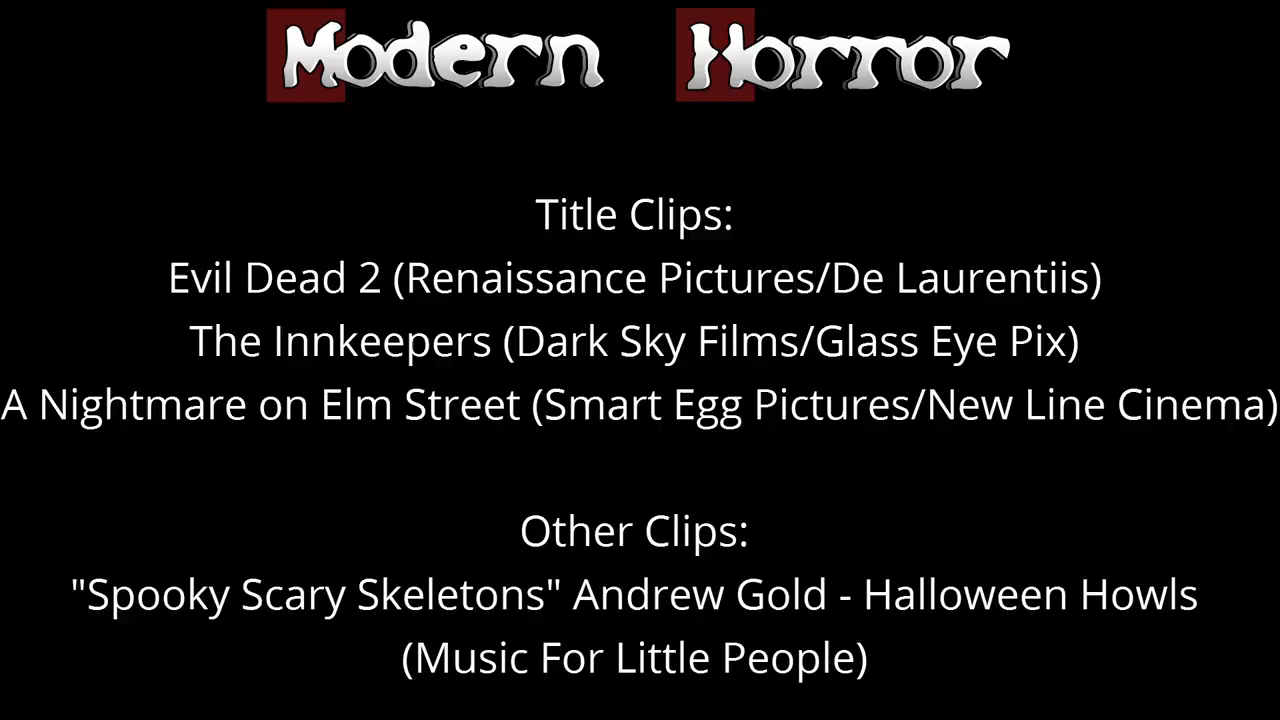 Modern Horror
Title Clips:
Evil Dead 2 (Renaissance Pictures/De Laurentiis)
The Innkeepers (Dark Sky Films/Glass Eye Pix)
A Nightmare on Elm Street (Smart Egg Pictures/New Line Cinema)
Other Clips:
"Spooky Scary Skeletons" Andrew Gold - Halloween Howls
(Music For Little People)